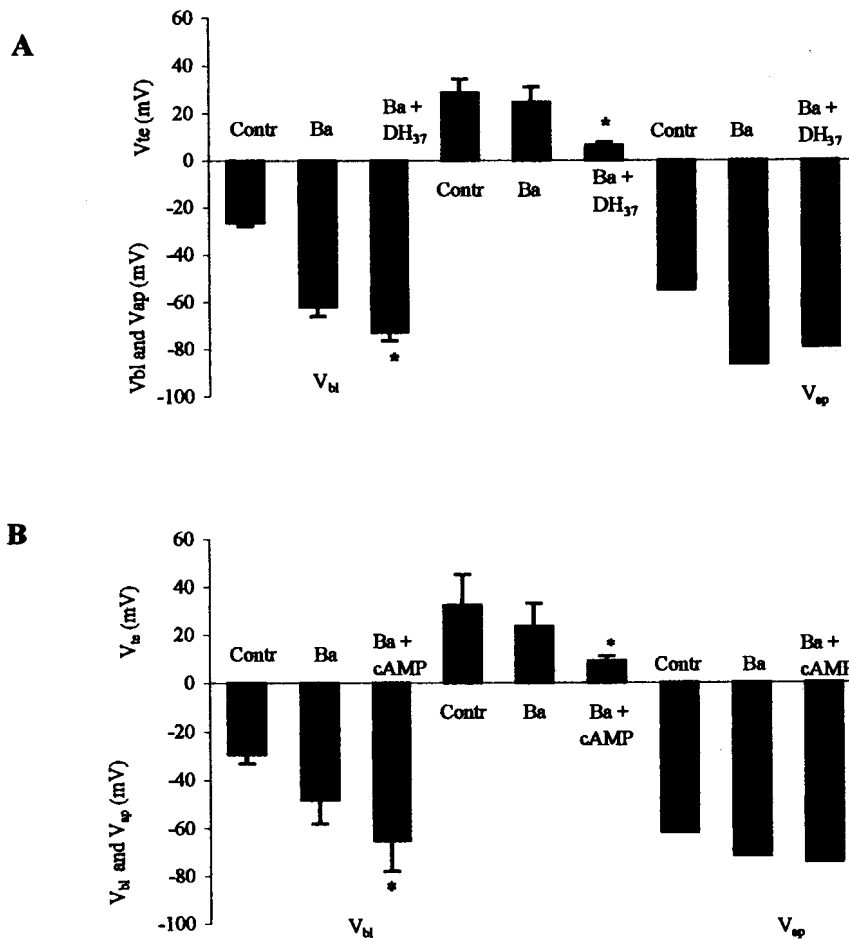 A
60
40
20
0
-20
-40
-60
-80
-100
Vte (mV)
Vbl and Vap (mV)
Contr
Ba
Ba +
DH37
*
Vbl
Contr
Ba
Ba +
DH37
*
Contr
Ba
Ba +
DH37
Vap
B
60
40
20
0
-20
-40
-60
-80
-100
Vte (mV)
Vbl and Vap (mV)
Contr
Ba
Ba +
cAMP
*
Vbl
Contr
Ba
Ba +
cAMP
*
Contr
Ba
Ba +
cAMP
Vap